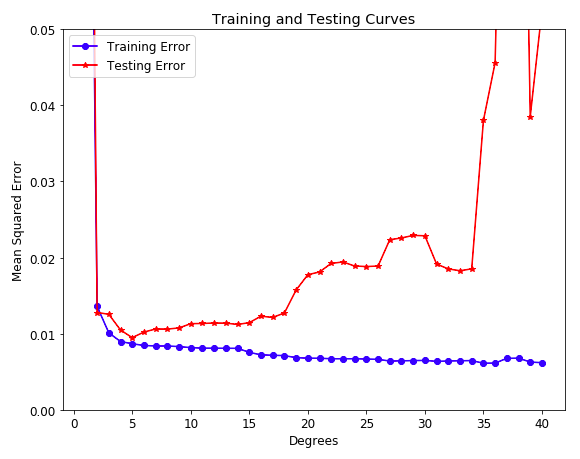 Training and Testing Curves
Training Error
Testing Error
Mean Squared Error
0.05
0.04
0.03
0.02
0.01
0.00
0 5 10 15 20 25 30 35 40
Degrees